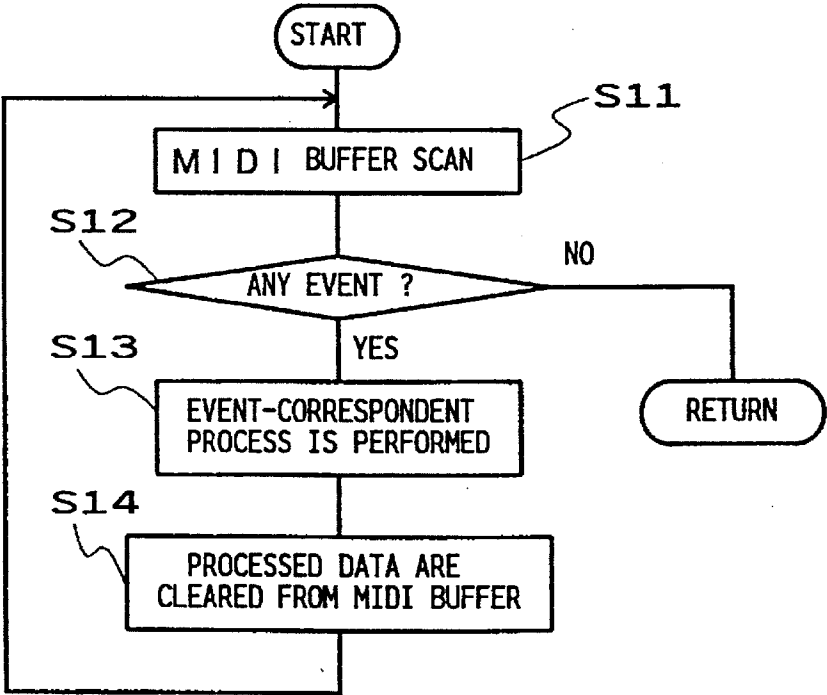 START
S11
MIDI BUFFER SCAN
S12
NO
ANY EVENT ?
YES
S13
EVENT-CORRESPONDENT
PROCESS IS PERFORMED
RETURN
S14
PROCESSED DATA ARE
CLEARED FROM MIDI BUFFER